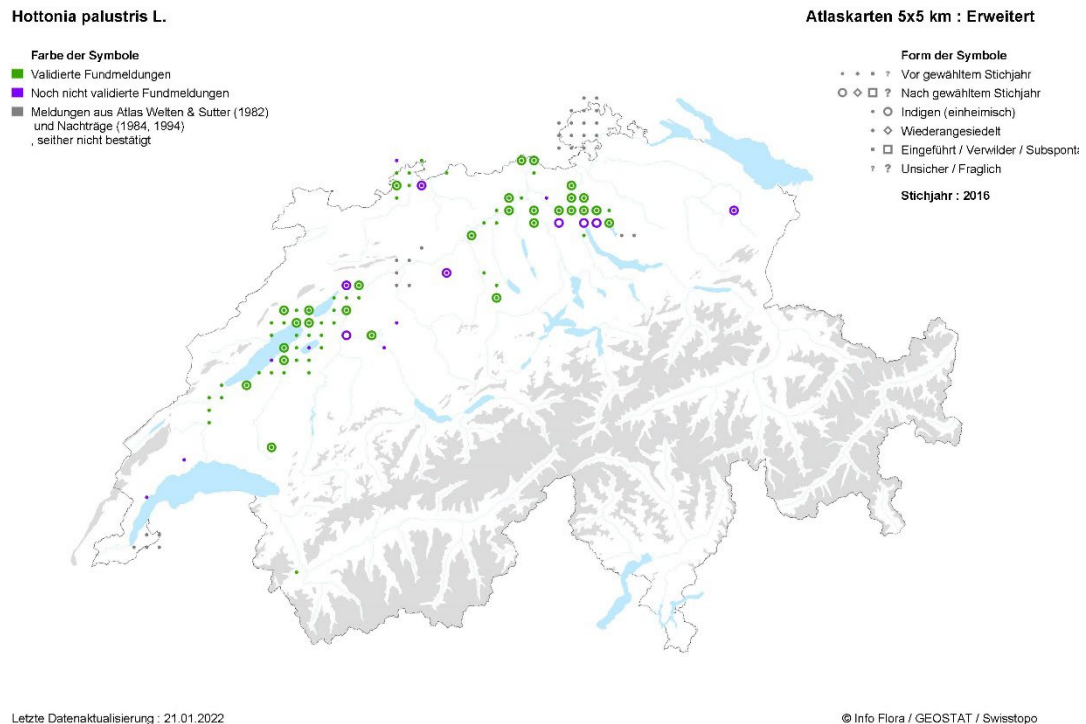 Hottonia palustris L.
Atlaskarten 5x5 km : Erweitert
Farbe der Symbole
Validierte Fundmeldungen
Noch nicht validierte Fundmeldungen
Meldungen aus Atlas Welten & Sutter (1982)
und Nachträge (1984, 1994)
, seither nicht bestätigt
Form der Symbole
? Vor gewähltem Stichjahr
? Nach gewähltem Stichjahr
Indigen (einheimisch)
Wiederangesiedelt
Eingeführt / Verwilder / Subsponta
? ? Unsicher / Fraglich
Stichjahr : 2016
Letzte Datenaktualisierung : 21.01.2022
© Info Flora / GEOSTAT / Swisstopo